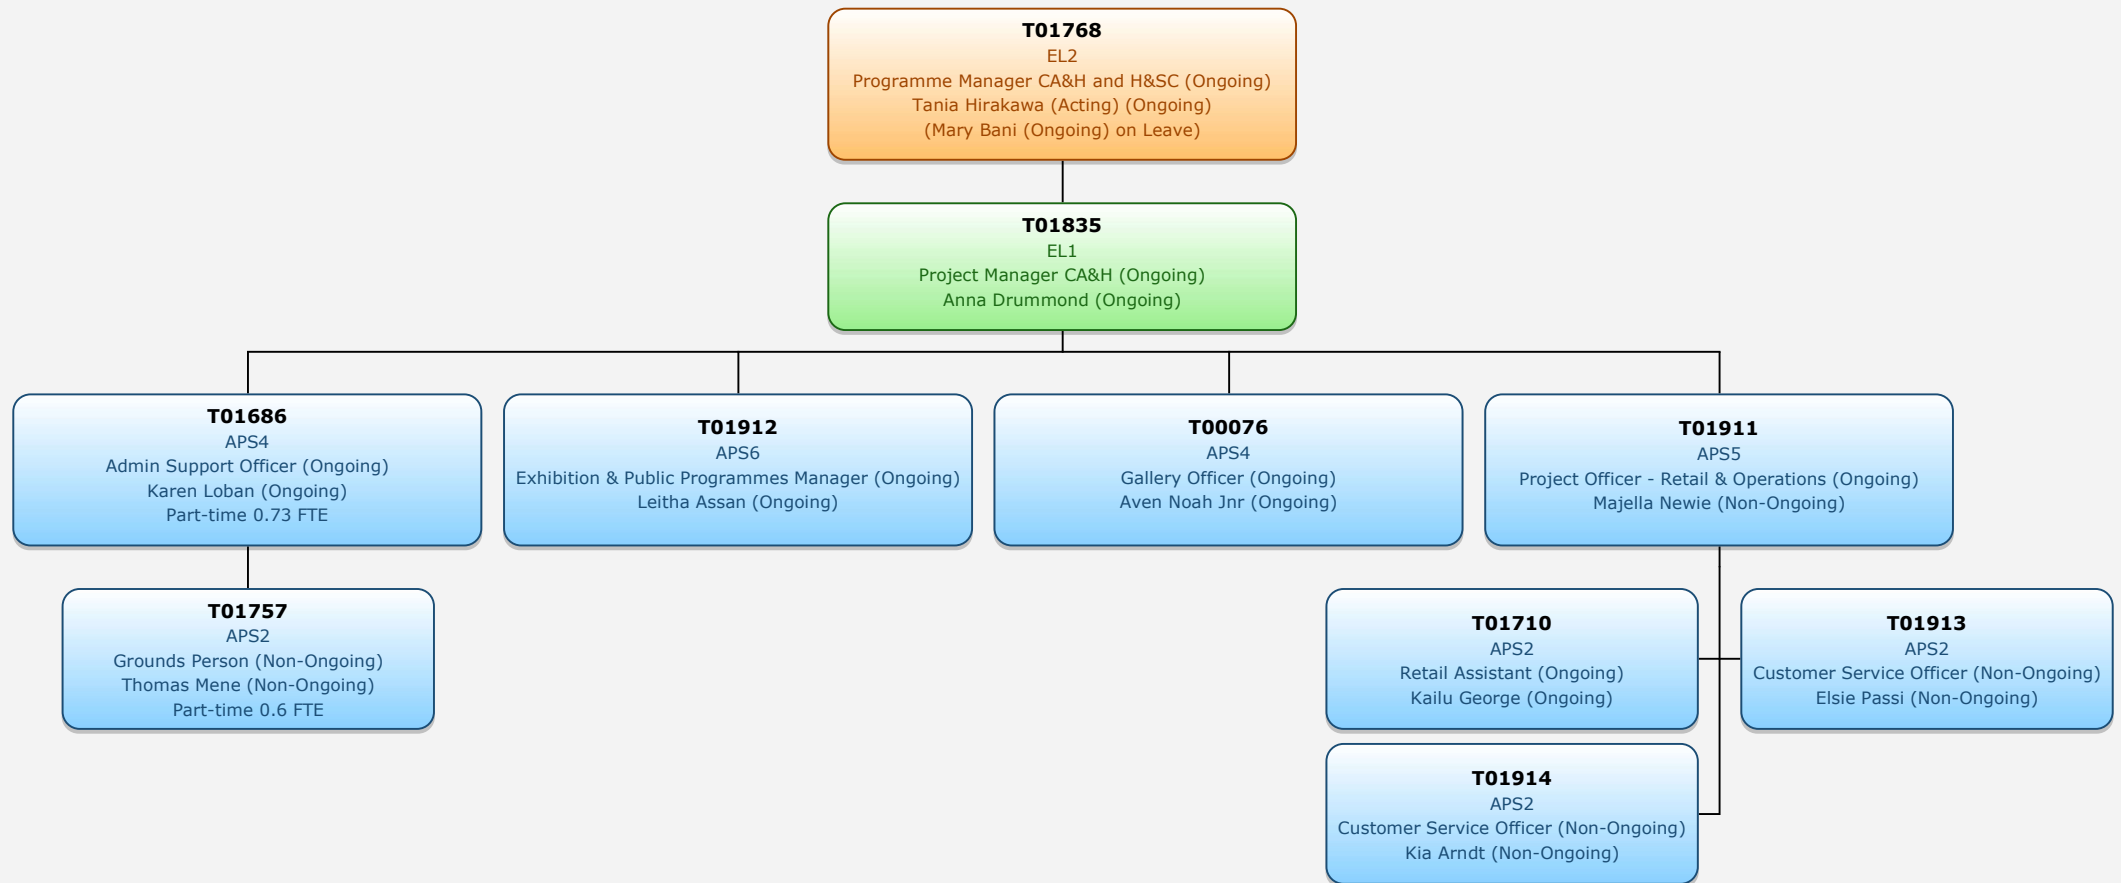 T01768
EL2
Programme Manager CA&H and H&SC (Ongoing)
Tania Hirakawa (Acting) (Ongoing)
(Mary Bani (Ongoing) on Leave)
T01835
EL1
Project Manager CA&H (Ongoing)
Anna Drummond (Ongoing)
T01686
APS4
Admin Support Officer (Ongoing)
Karen Loban (Ongoing)
Part-time 0.73 FTE
T01912
APS6
Exhibition & Public Programmes Manager (Ongoing)
Leitha Assan (Ongoing)
T00076
APS4
Gallery Officer (Ongoing)
Aven Noah Jnr (Ongoing)
T01911
APS5
Project Officer - Retail & Operations (Ongoing)
Majella Newie (Non-Ongoing)
T01757
APS2
Grounds Person (Non-Ongoing)
Thomas Mene (Non-Ongoing)
Part-time 0.6 FTE
T01710
APS2
Retail Assistant (Ongoing)
Kailu George (Ongoing)
T01913
APS2
Customer Service Officer (Non-Ongoing)
Elsie Passi (Non-Ongoing)
T01914
APS2
Customer Service Officer (Non-Ongoing)
Kia Arndt (Non-Ongoing)